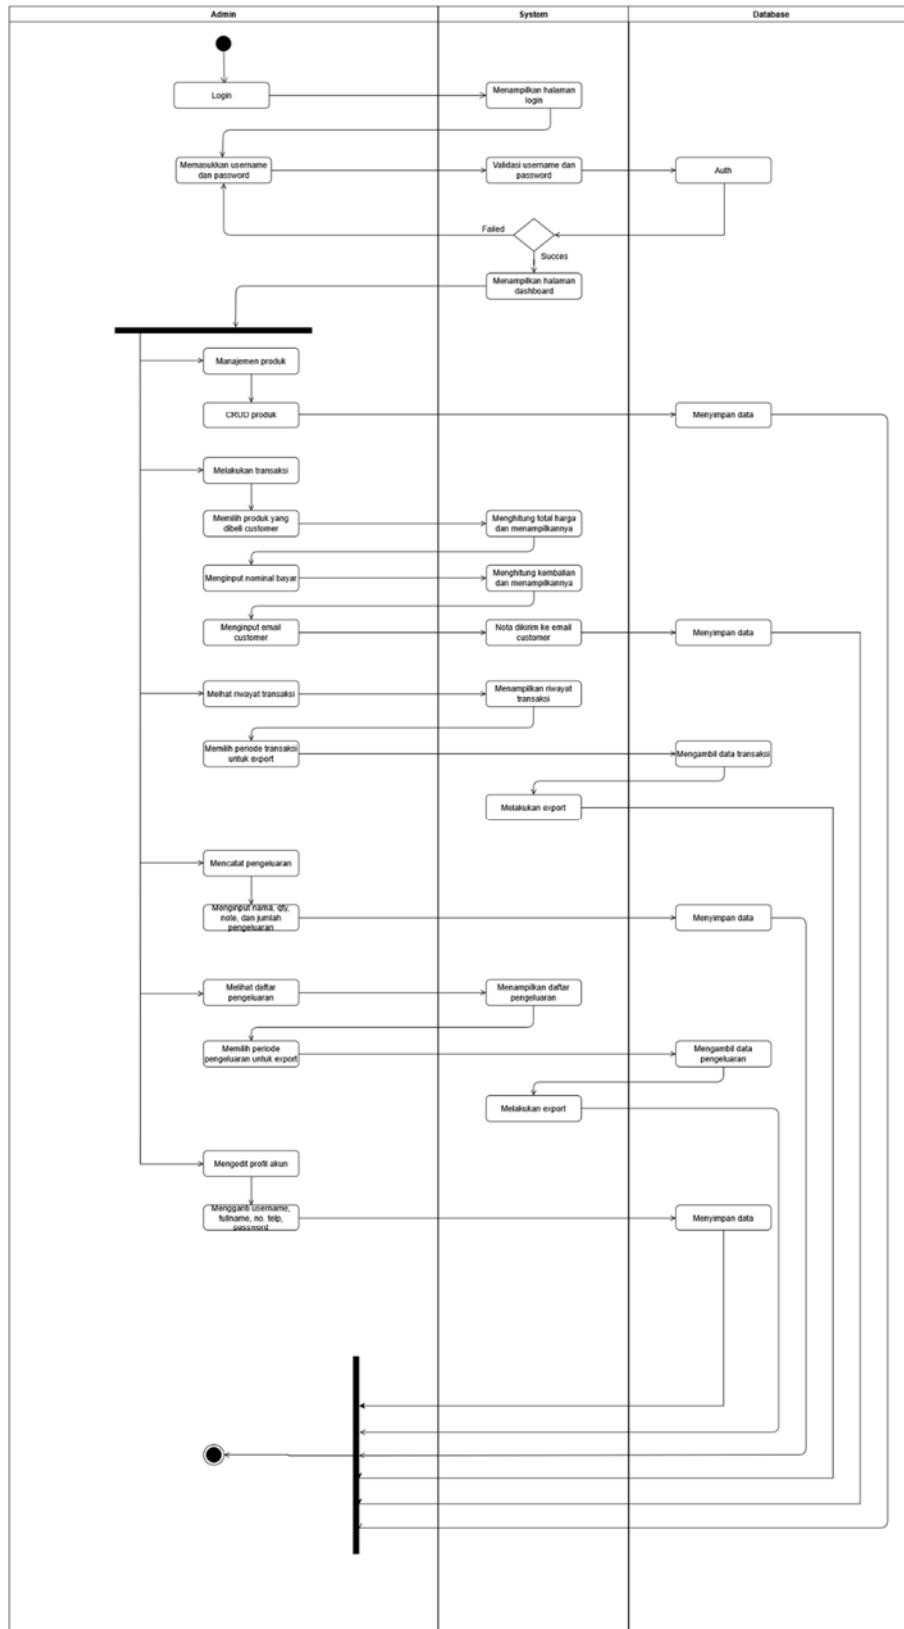 Admin
System
Database
Login
Menampilkan halaman
login
Memasukkan username
dan password
Validasi username dan
password
Auth
Failed
Succes
Menampilkan halaman
dashboard
Manajemen produk
CRUD produk
Menyimpan data
Melakukan transaksi
Memilih produk yang
dibeli customer
Menghitung total harga
dan menampilkannya
Menginput nominal bayar
Menghitung kembalian
dan menampilkannya
Menginput email
customer
Nota dikirim ke email
customer
Menyimpan data
Melihat riwayat transaksi
Menampilkan riwayat
transaksi
Memilih periode transaksi
untuk export
Mengambil data transaksi
Melakukan export
Mencatat pengeluaran
Menginput nama, qty,
note, dan jumlah
pengeluaran
Menyimpan data
Melihat daftar
pengeluaran
Menampilkan daftar
pengeluaran
Memilih periode
pengeluaran untuk export
Mengambil data
pengeluaran
Melakukan export
Mengedit profil akun
Mengganti username,
fullname, no. telp,
password
Menyimpan data